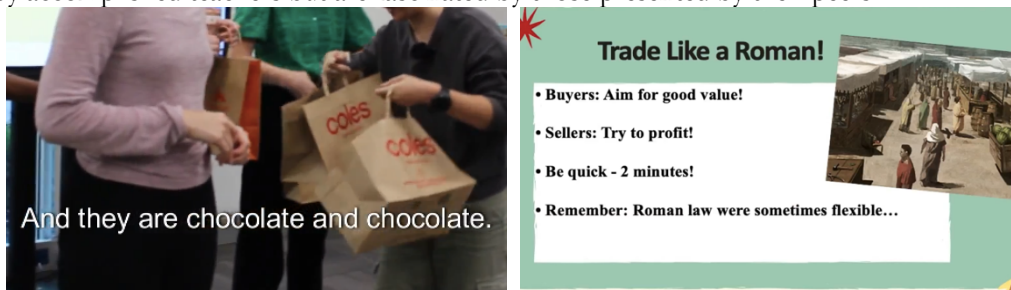 coles
coles
And they are chocolate and chocolate.
Trade Like a Roman!
• Buyers: Aim for good value!
• Sellers: Try to profit!
• Be quick - 2 minutes!
• Remember: Roman law were sometimes flexible…